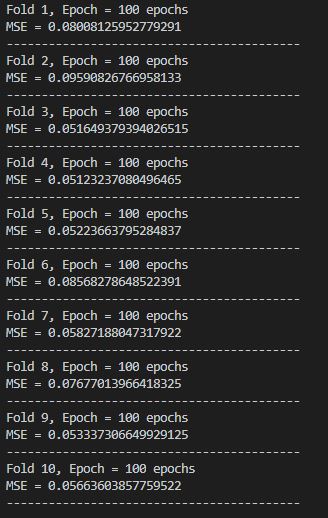 Fold 1, Epoch = 100 epochs
MSE = 0.08008125952779291
------------------------------------------
Fold 2, Epoch = 100 epochs
MSE = 0.09590826766958133
------------------------------------------
Fold 3, Epoch = 100 epochs
MSE = 0.051649379394026515
------------------------------------------
Fold 4, Epoch = 100 epochs
MSE = 0.05123237080496465
------------------------------------------
Fold 5, Epoch = 100 epochs
MSE = 0.05223663795284837
------------------------------------------
Fold 6, Epoch = 100 epochs
MSE = 0.08568278648522391
------------------------------------------
Fold 7, Epoch = 100 epochs
MSE = 0.05827188047317922
------------------------------------------
Fold 8, Epoch = 100 epochs
MSE = 0.07677013966418325
------------------------------------------
Fold 9, Epoch = 100 epochs
MSE = 0.053337306649929125
------------------------------------------
Fold 10, Epoch = 100 epochs
MSE = 0.05663603857759522
------------------------------------------